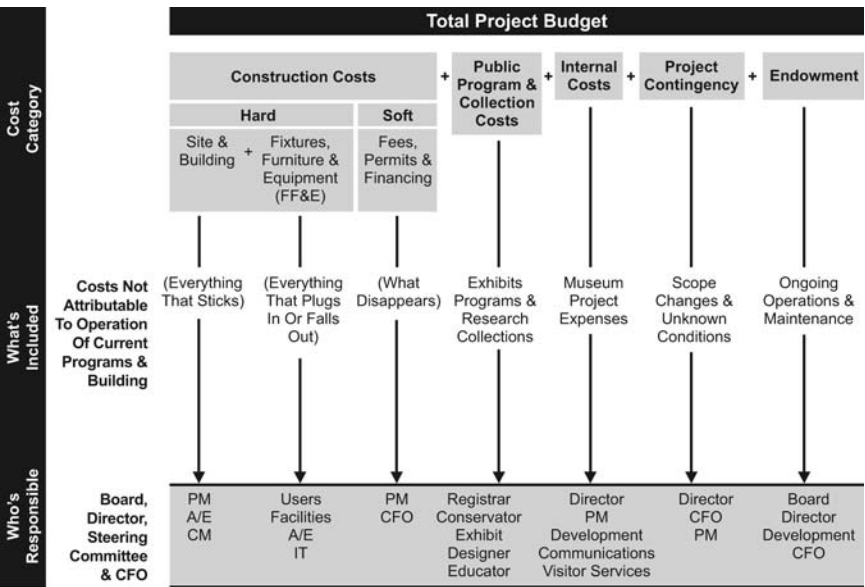 Total Project Budget
Cost
Category
Construction Costs
+
Public
Program &
Collection
Costs
+
Internal
Costs
+
Project
Contingency
+
Endowment
Hard
Soft
Site &
Building
+
Fixtures,
Furniture &
Equipment
(FF&E)
Fees,
Permits &
Financing
What's
Included
Costs Not
Attributable
To Operation
Of Current
Programs &
Building
(Everything
That Sticks)
(Everything
That Plugs
In Or Falls
Out)
(What
Disappears)
Exhibits
Programs &
Research
Collections
Museum
Project
Expenses
Scope
Changes &
Unknown
Conditions
Ongoing
Operations &
Maintenance
Who's
Responsible
Board,
Director,
Steering
Committee
& CFO
PM
A/E
CM
Users
Facilities
A/E
IT
PM
CFO
Registrar
Conservator
Exhibit
Designer
Educator
Director
PM
Development
Communications
Visitor Services
Director
CFO
PM
Board
Director
Development
CFO